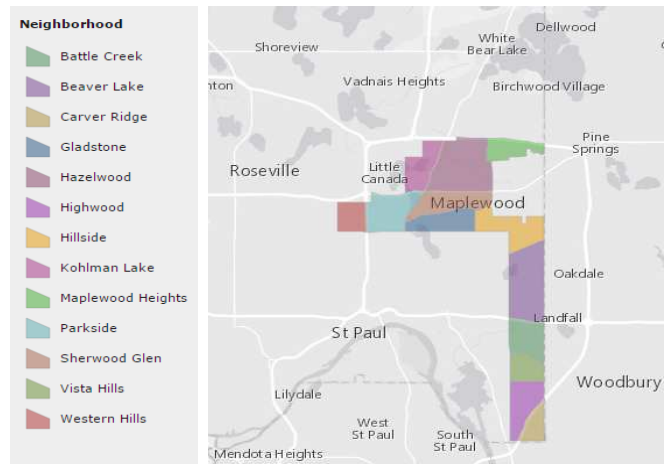 Neighborhood
Battle Creek
Beaver Lake
Carver Ridge
Gladstone
Hazelwood
Highwood
Hillside
Kohlman Lake
Maplewood Heights
Parkside
Sherwood Glen
Vista Hills
Western Hills
Dellwood
White
Bear Lake
Shoreview
Vadnais Heights
Birchwood Village
nton
Pine
Springs
Little
Canada
Roseville
Maplewood
Oakdale
Landfall
St Paul
Woodbury
Lilydale
West
St Paul
South
St Paul
Mendota Heights